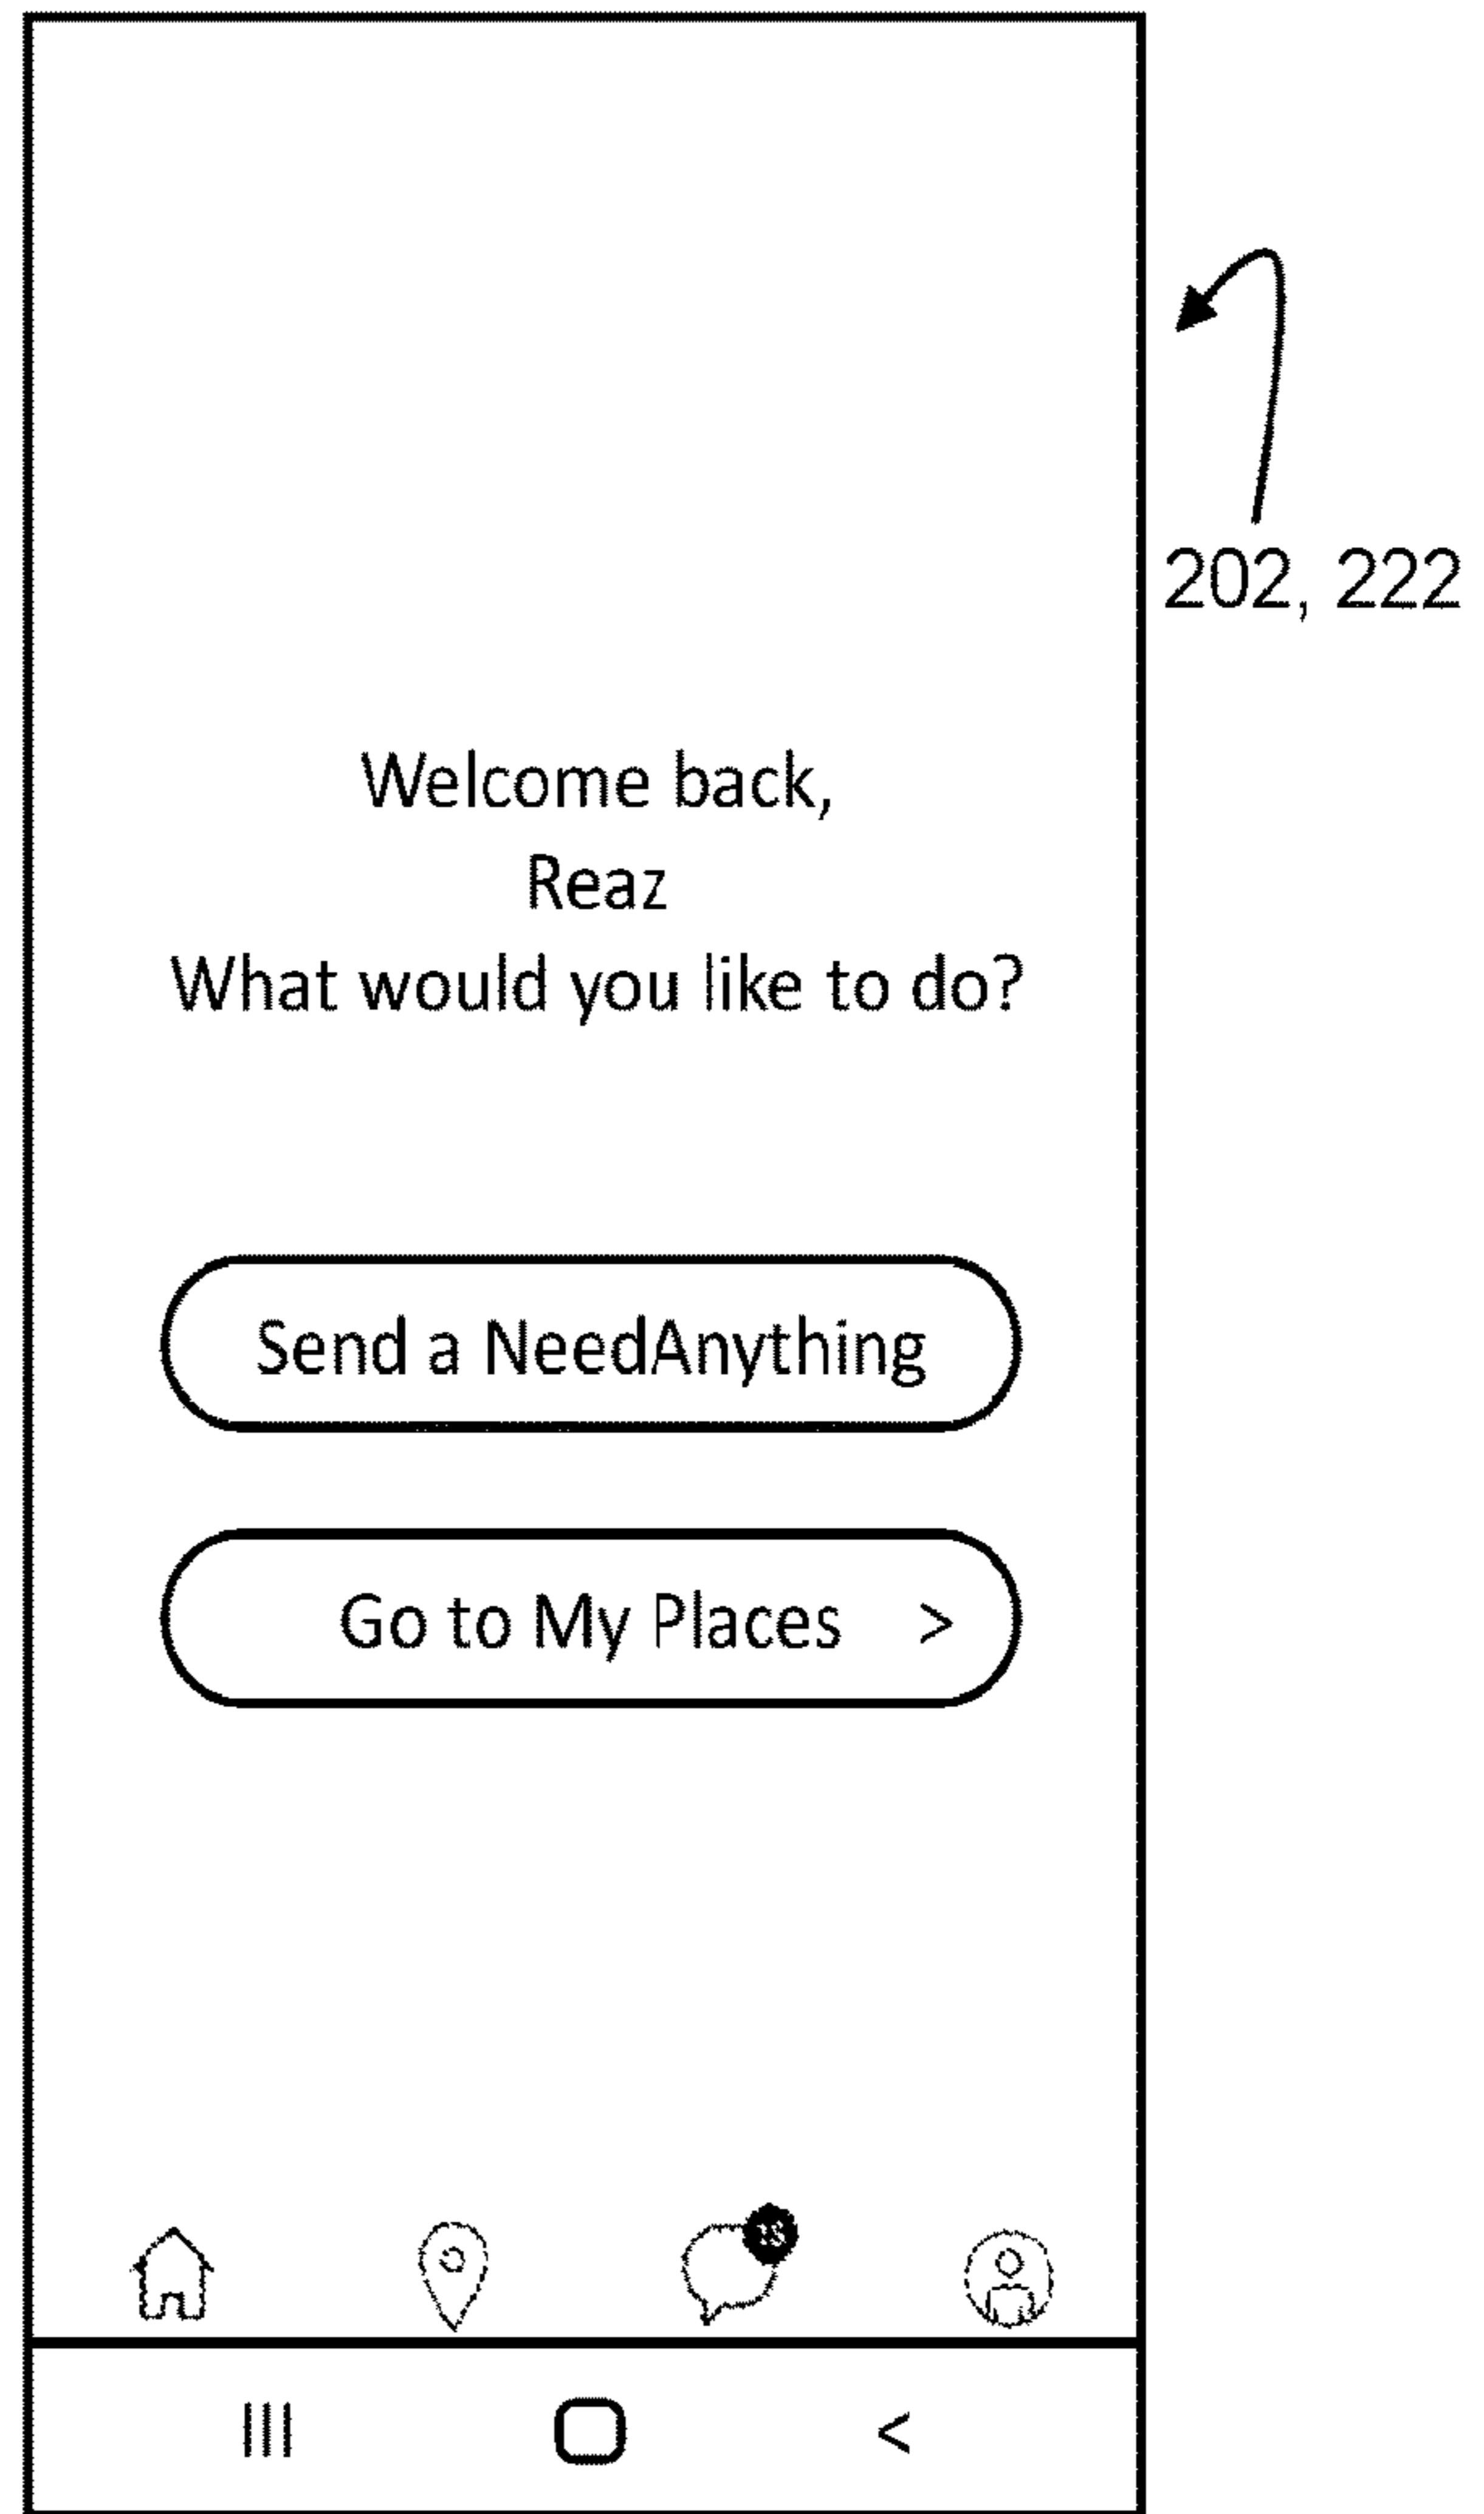 202, 222
Welcome back,
Reaz
What would you like to do?
Send a NeedAnything
Go to My Places >